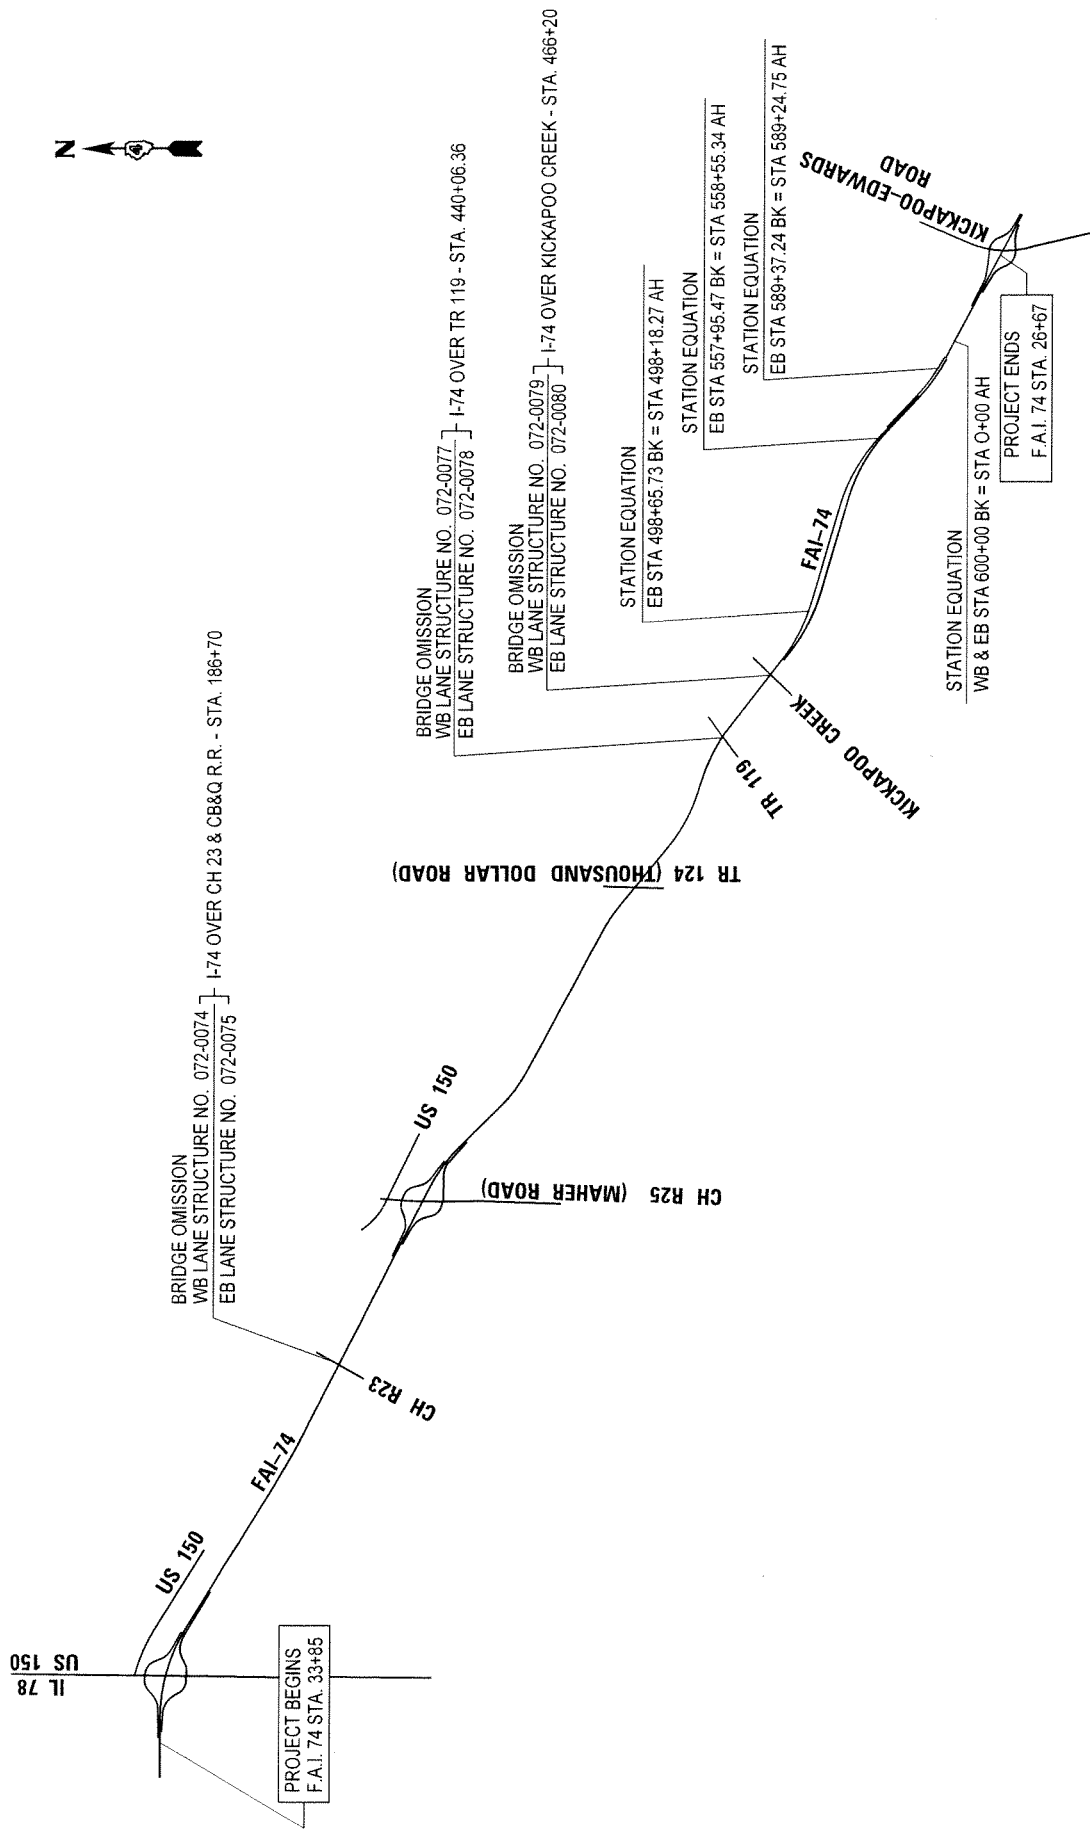 N
BRIDGE OMISSION
WB LANE STRUCTURE NO. 072-0074
EB LANE STRUCTURE NO. 072-0075
I-74 OVER CH 23 & CB&Q R.R. - STA. 186+70
BRIDGE OMISSION
WB LANE STRUCTURE NO. 072-0077
EB LANE STRUCTURE NO. 072-0078
I-74 OVER TR 119 - STA. 440+06.36
BRIDGE OMISSION
WB LANE STRUCTURE NO. 072-0079
EB LANE STRUCTURE NO. 072-0080
I-74 OVER KICKAPOO CREEK - STA. 466+20
STATION EQUATION
EB STA 498+65.73 BK = STA 498+18.27 AH
STATION EQUATION
EB STA 557+95.47 BK = STA 558+55.34 AH
STATION EQUATION
EB STA 589+37.24 BK = STA 589+24.75 AH
IL 78
US 150
US 150
FAI-74
CH R23
US 150
CH R25 (MAHER ROAD)
TR 124 (THOUSAND DOLLAR ROAD)
TR 119
KICKAPOO CREEK
FAI-74
KICKAPOO-EDWARDS
ROAD
PROJECT BEGINS
F.A.I. 74 STA. 33+85
STATION EQUATION
WB & EB STA 600+00 BK = STA 0+00 AH
PROJECT ENDS
F.A.I. 74 STA. 26+67